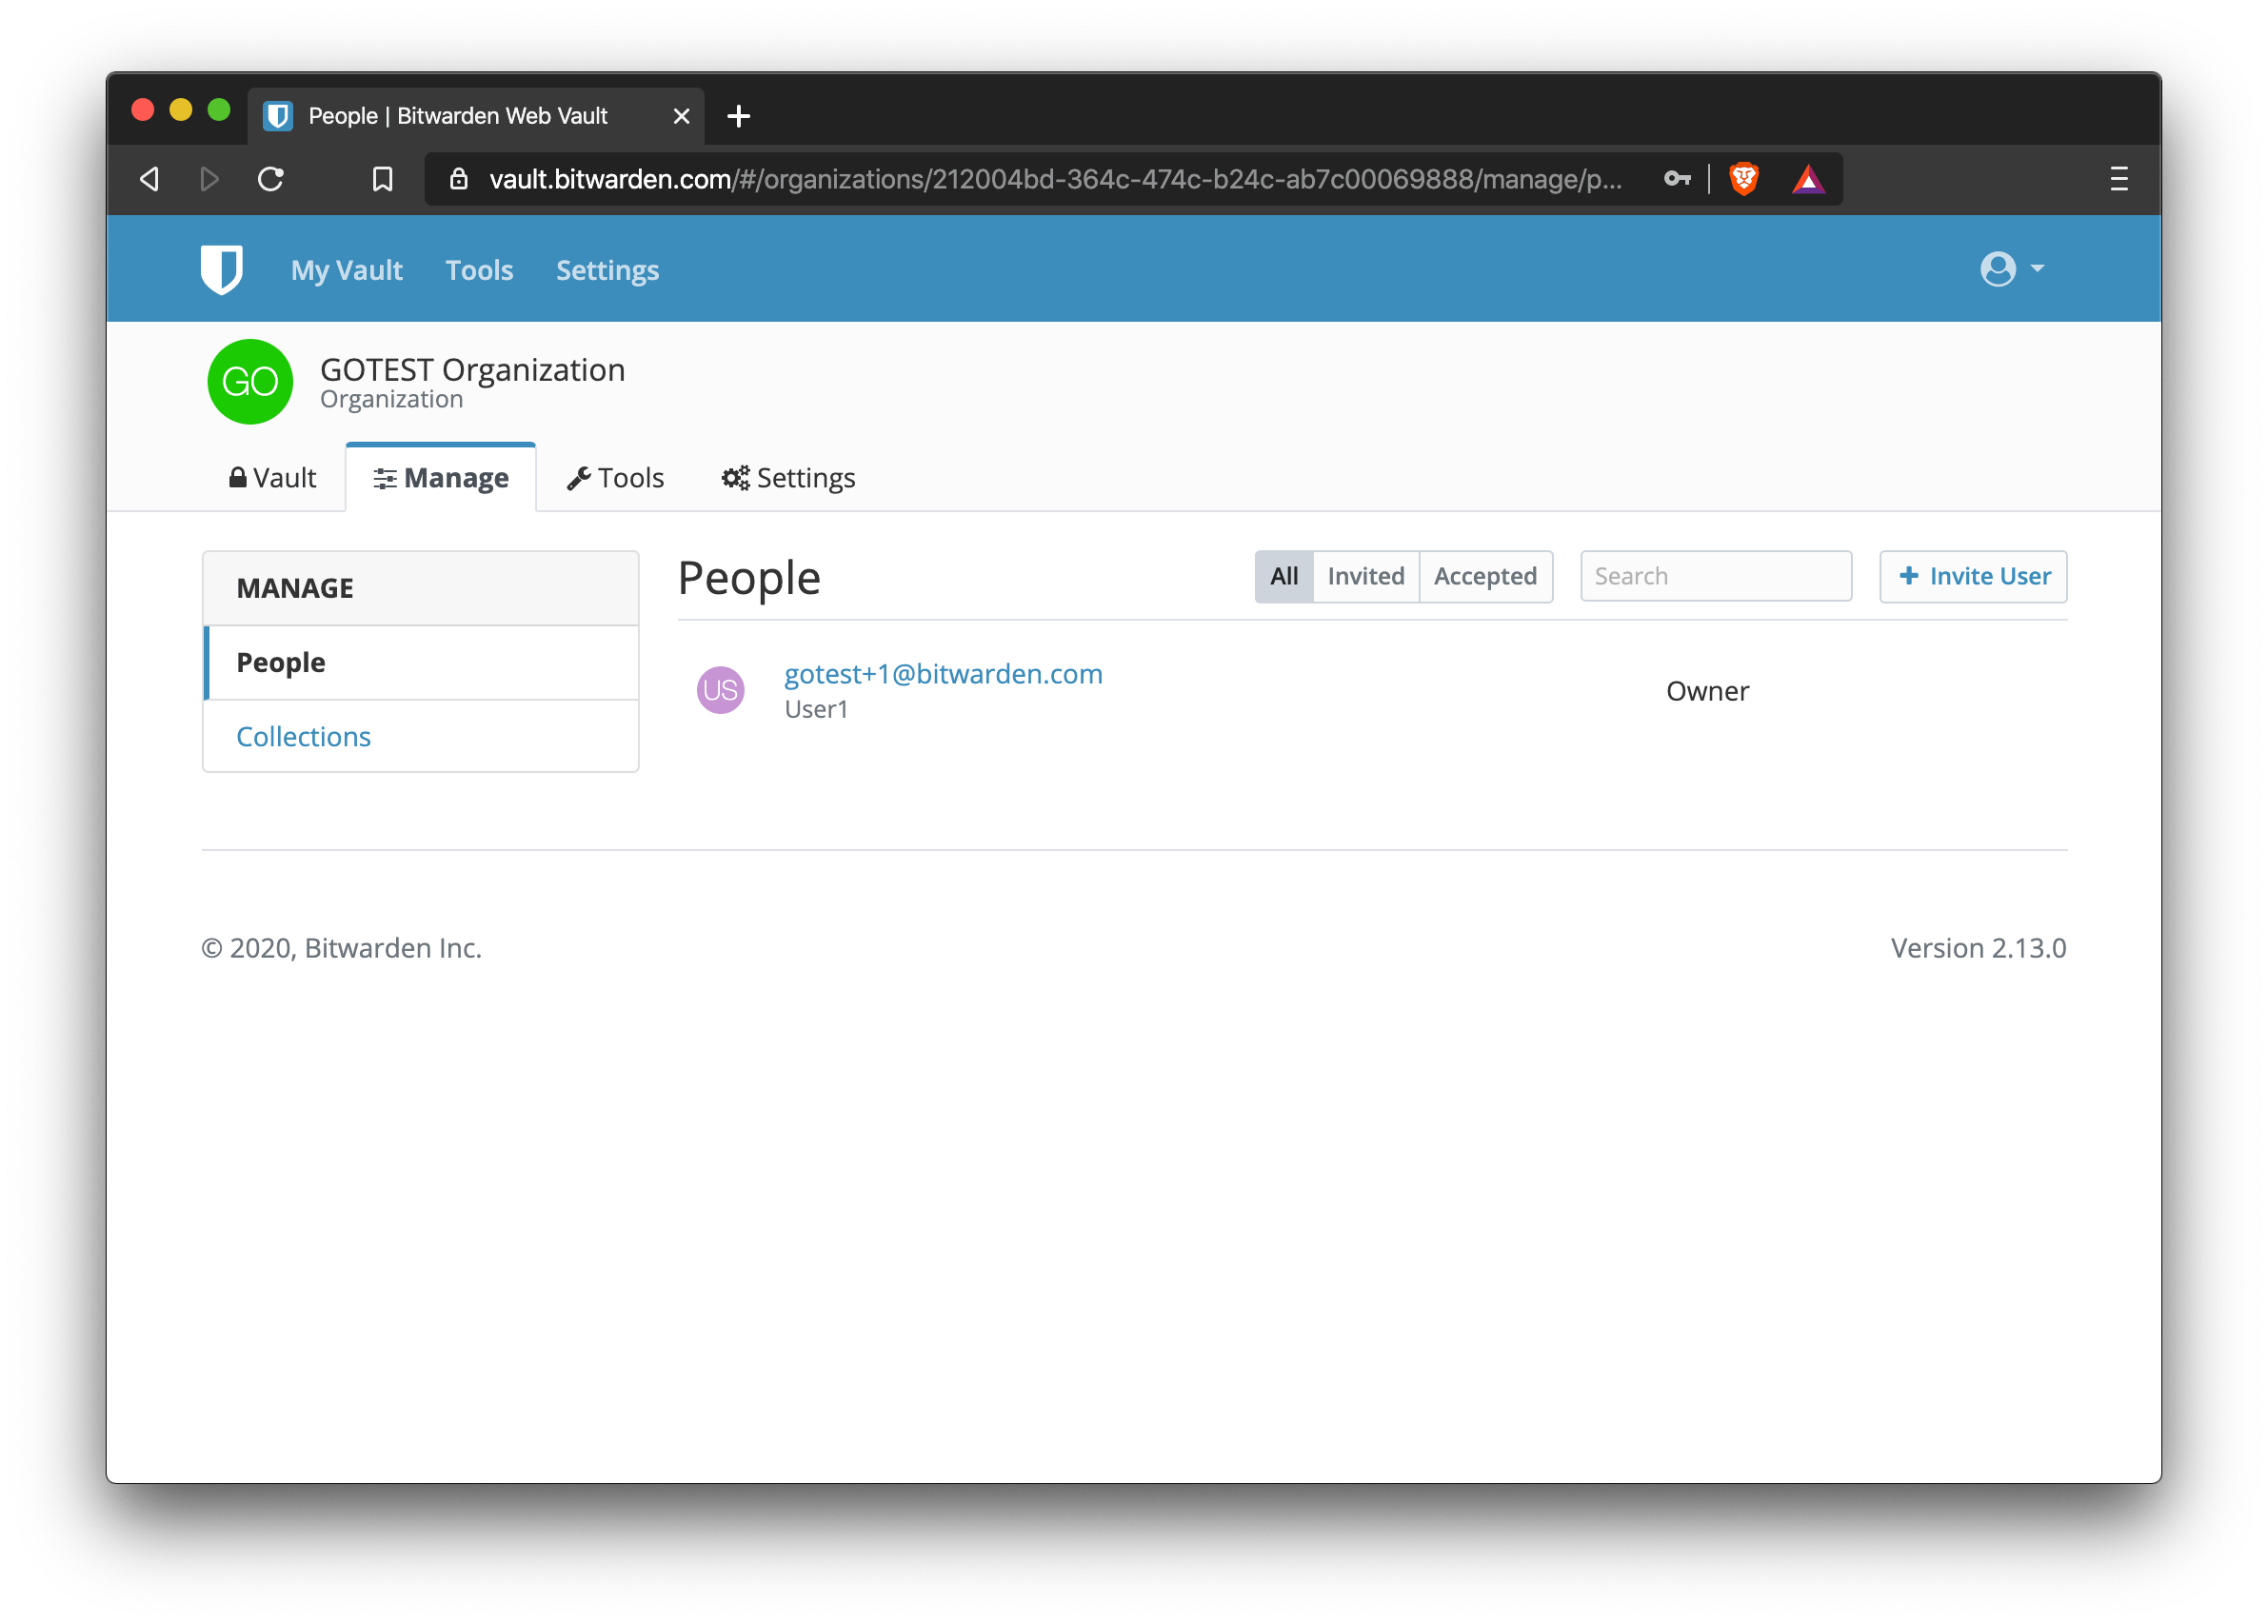 People | Bitwarden Web Vault
vault.bitwarden.com/#/organizations/212004bd-364c-474c-b24c-ab7c00069888/manage/p...
My Vault Tools Settings
GO
GOTEST Organization
Organization
Vault Manage Tools Settings
MANAGE
People
Collections
People
All Invited Accepted Search Invite User
US
gotest+1@bitwarden.com
User1
Owner
© 2020, Bitwarden Inc. Version 2.13.0